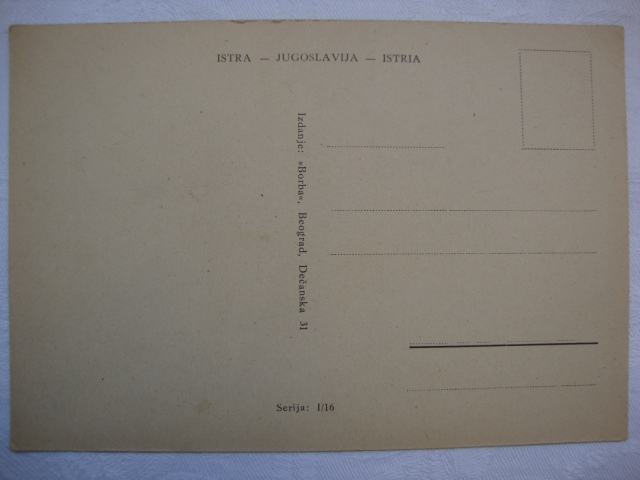 ISTRA — JUGOSLAVIJA — ISTRIA
Izdanje: »Borba«, Beograd, Dečanska 31
Serija: I/16